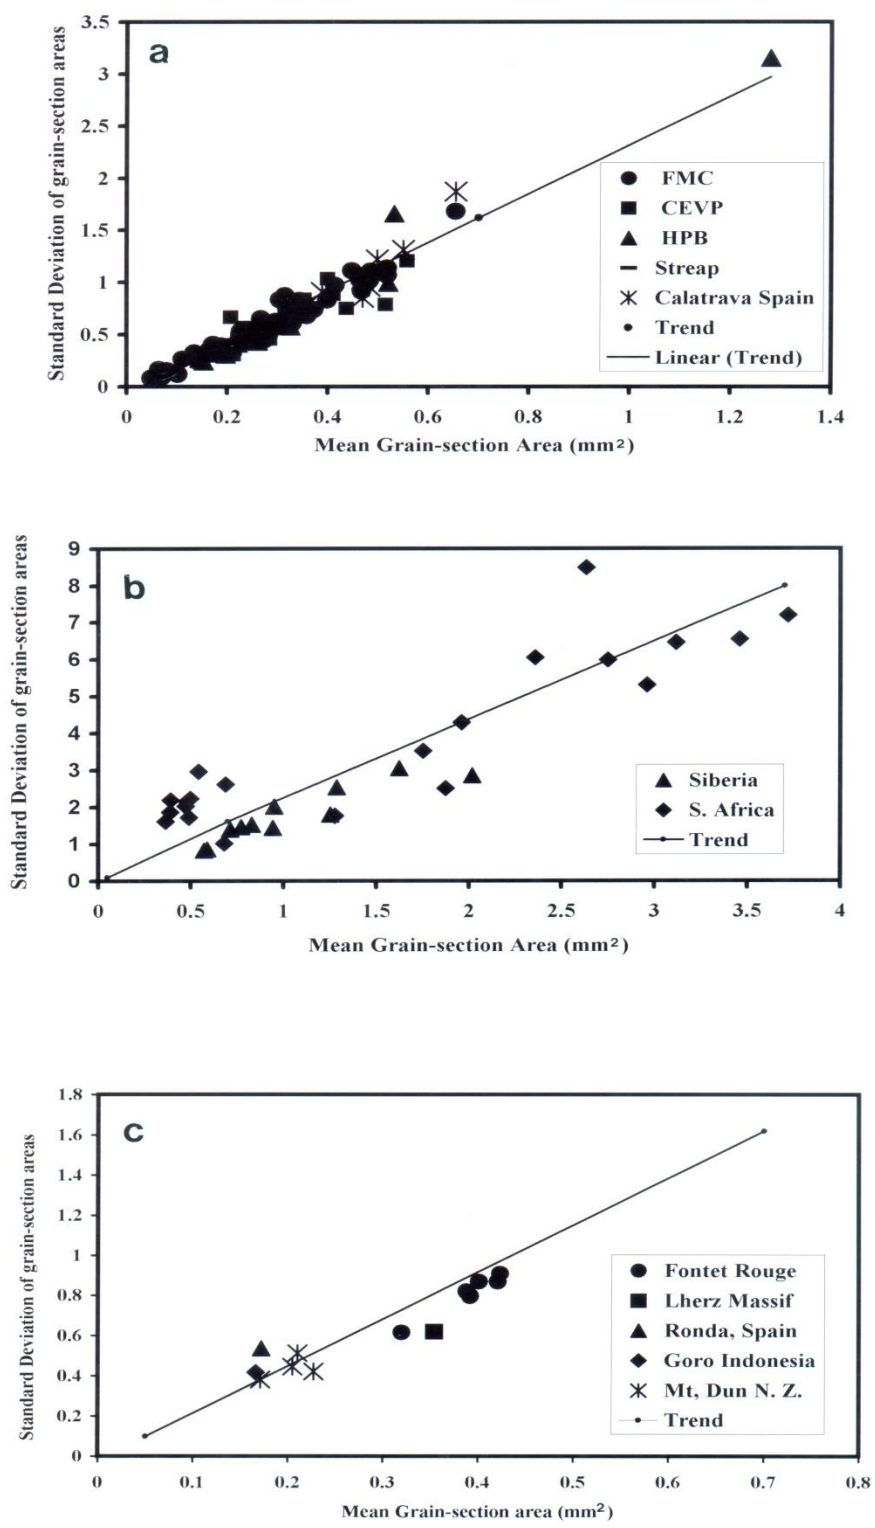 a
Standard Deviation of grain-section areas
3.5
3
2.5
2
1.5
1
0.5
0
FMC
CEVP
HPB
Streap
Calatrava Spain
Trend
Linear (Trend)
0 0.2 0.4 0.6 0.8 1 1.2 1.4
Mean Grain-section Area (mm²)
b
Standard Deviation of grain-section areas
9
8
7
6
5
4
3
2
1
0
Siberia
S. Africa
Trend
0 0.5 1 1.5 2 2.5 3 3.5 4
Mean Grain-section Area (mm²)
c
Standard Deviation of grain-section areas
1.8
1.6
1.4
1.2
1
0.8
0.6
0.4
0.2
0
Fontet Rouge
Lherz Massif
Ronda, Spain
Goro Indonesia
Mt, Dun N. Z.
Trend
0 0.1 0.2 0.3 0.4 0.5 0.6 0.7 0.8
Mean Grain-section area (mm²)